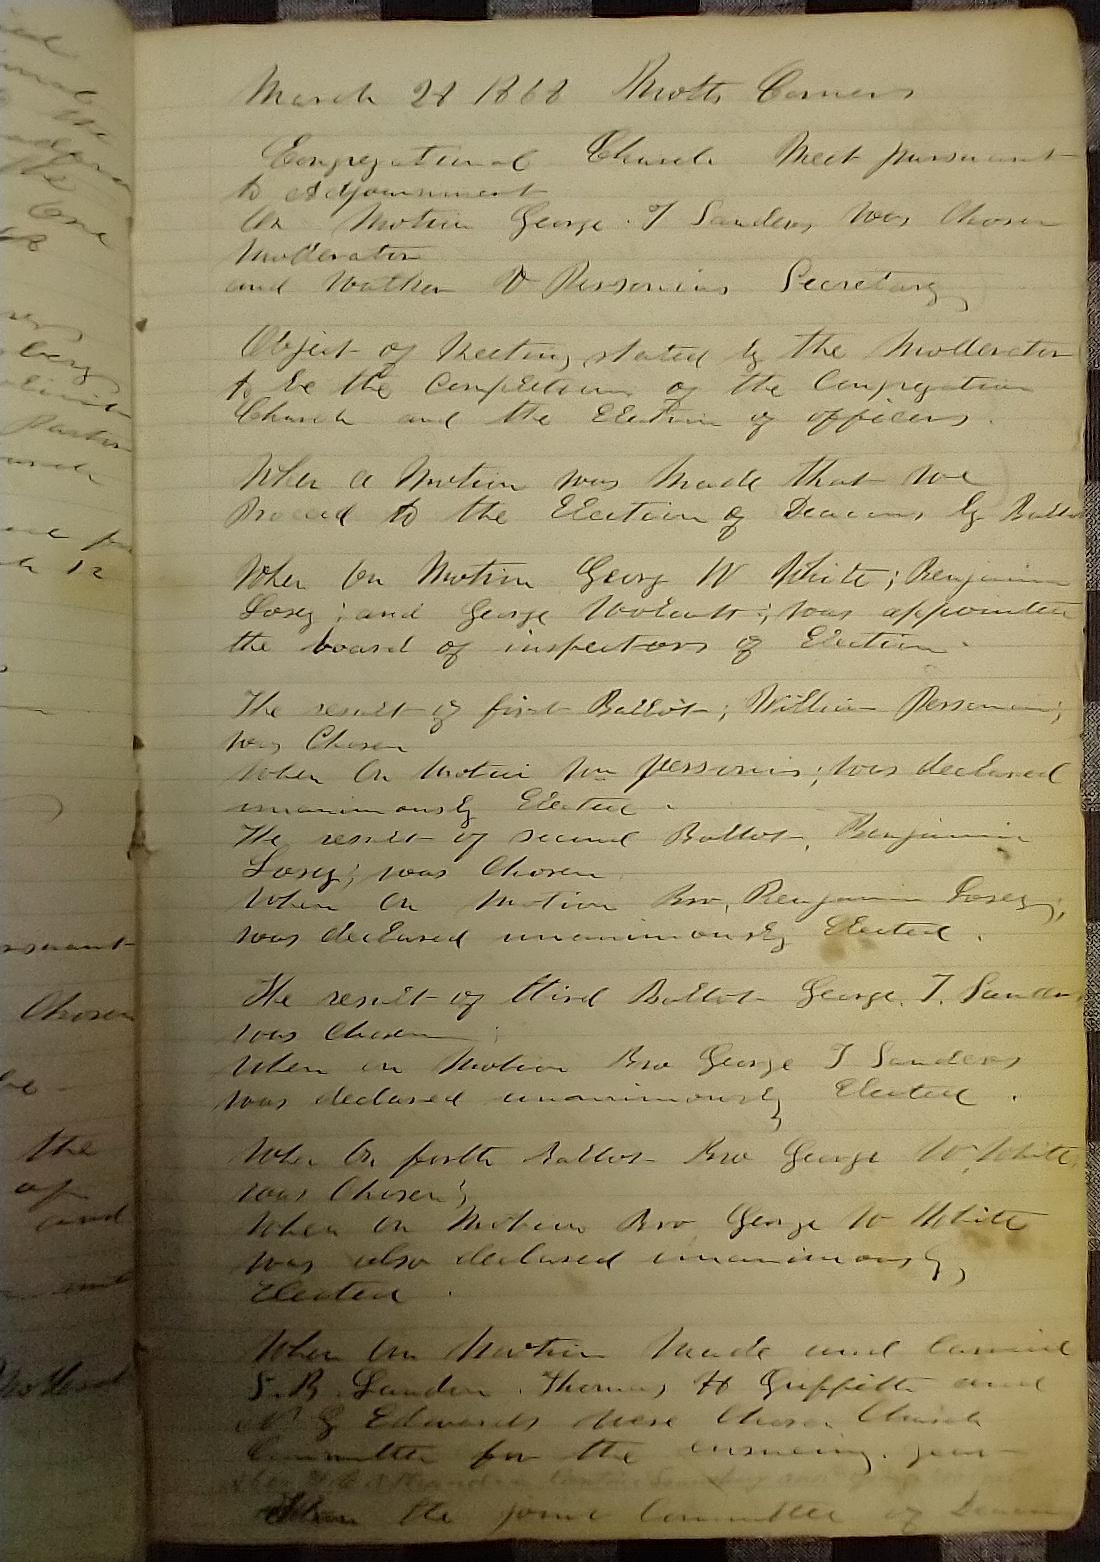 March 28 1868 Motts Corners
Congregational Church Meet pursuant
to Adjournment
On Motion George T Sanders, was Chosen
Moderator
and Nathan Personius Secretary
Object of Meeting stated by the Moderator
to be the Completion of the Congregation
Church and the Election of officers.
When a Motion was Made that we
Proceed to the Election of Deacons, by Ballot
When On Motion Georg W White; Benjamin
Losey; and George Wolcott; was appointed
the board of inspectors of Election.
The result of first Ballot; William Personius;
was Chosen
When On Motion Wm personius; was declared
unanimously Elected.
The result of second Ballot, Benjamin
Losey; was Chosen
When On Motion Bro, Benjamin Losey;
was declared unanimously Elected.
The result of third Ballot George. T. Sanders
was Chosen
When on Motion Bro George T Sanders
was declared unanimously Elected.
When On forth Ballot Bro George W. White
was Chosen;
When on Motion Bro George W White
was also declared unanimously,
Elected.
When on Motion Made and Carried
S. B. Landon. Thomas H Griffith and
G Edwards were Chosen Church
Committee for the ensueing. year
When the joint Committee of Deacons
ursuant
Chosen
the
and